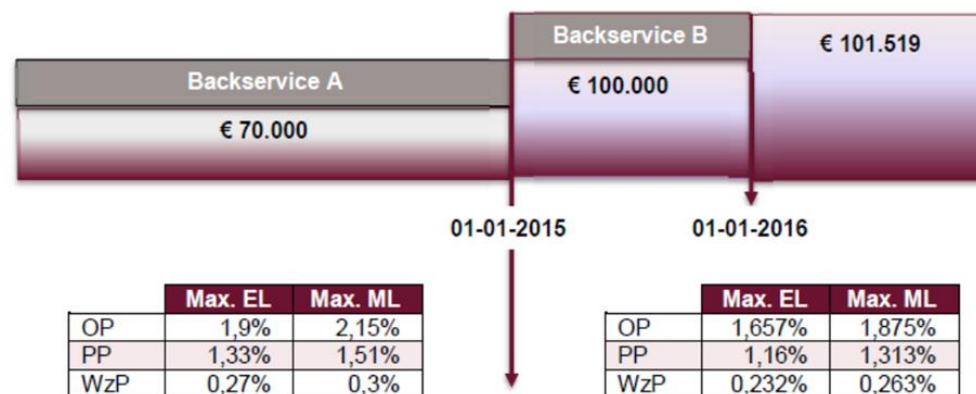 Backservice B
€ 101.519
Backservice A
€ 100.000
€ 70.000
01-01-2015
01-01-2016
Max. EL Max. ML
OP 1,9% 2,15%
PP 1,33% 1,51%
WzP 0,27% 0,3%
Max. EL Max. ML
OP 1,657% 1,875%
PP 1,16% 1,313%
WzP 0,232% 0,263%